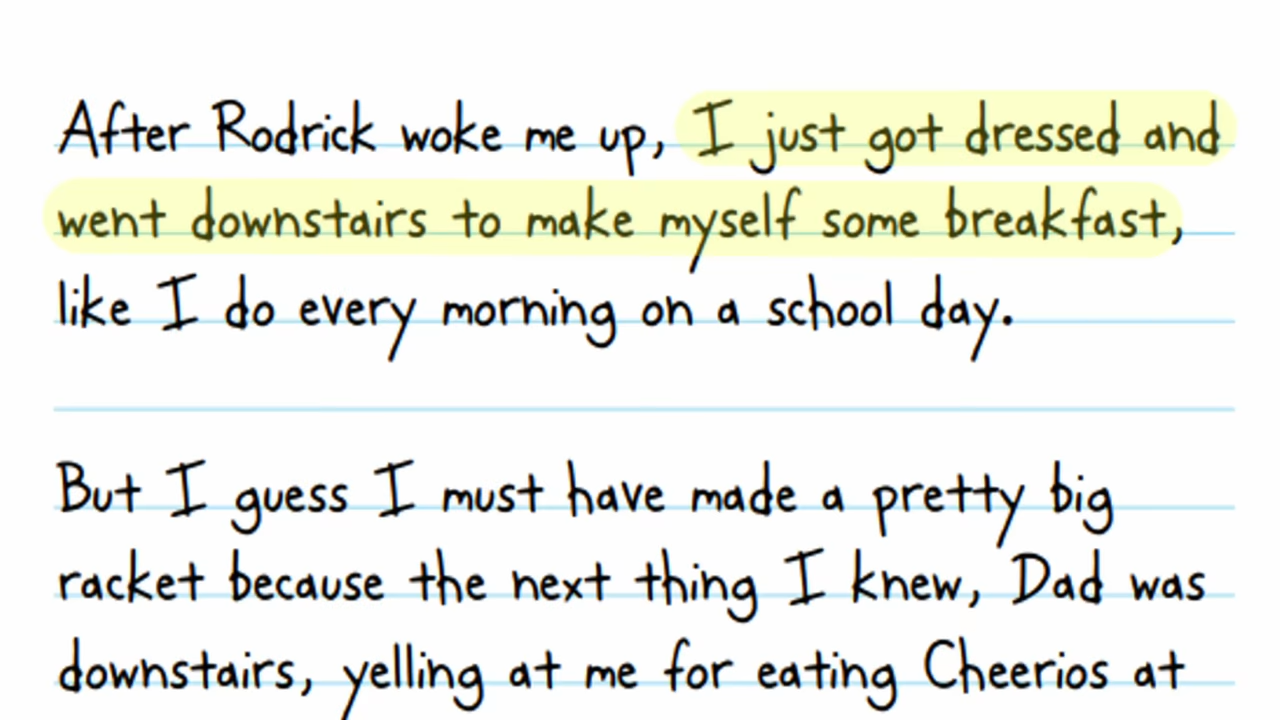 After Rodrick woke me up, I just got dressed and
went downstairs to make myself some breakfast,
like I do every morning on a school day.
But I guess I must have made a pretty big
racket because the next thing I knew, Dad was
downstairs, yelling at me for eating Cheerios at